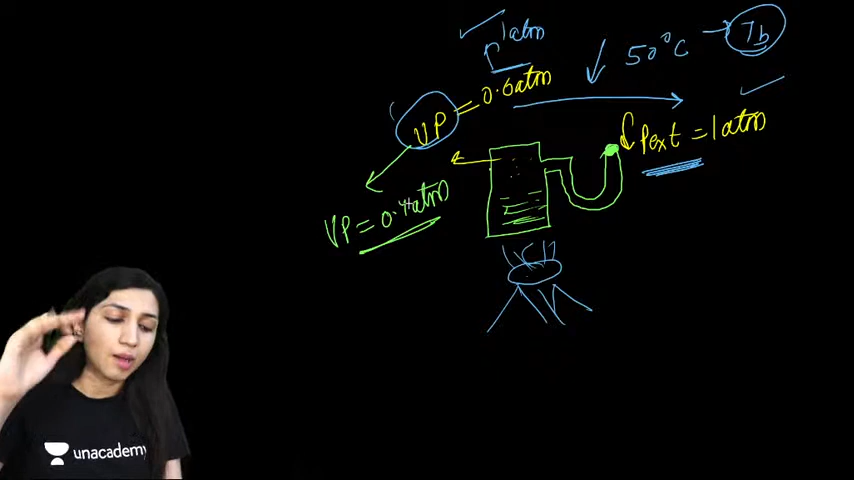 1atm
50°C → Tb
VP = 0.6atm
Pext = 1atm
VP = 0.4atm
unacademy